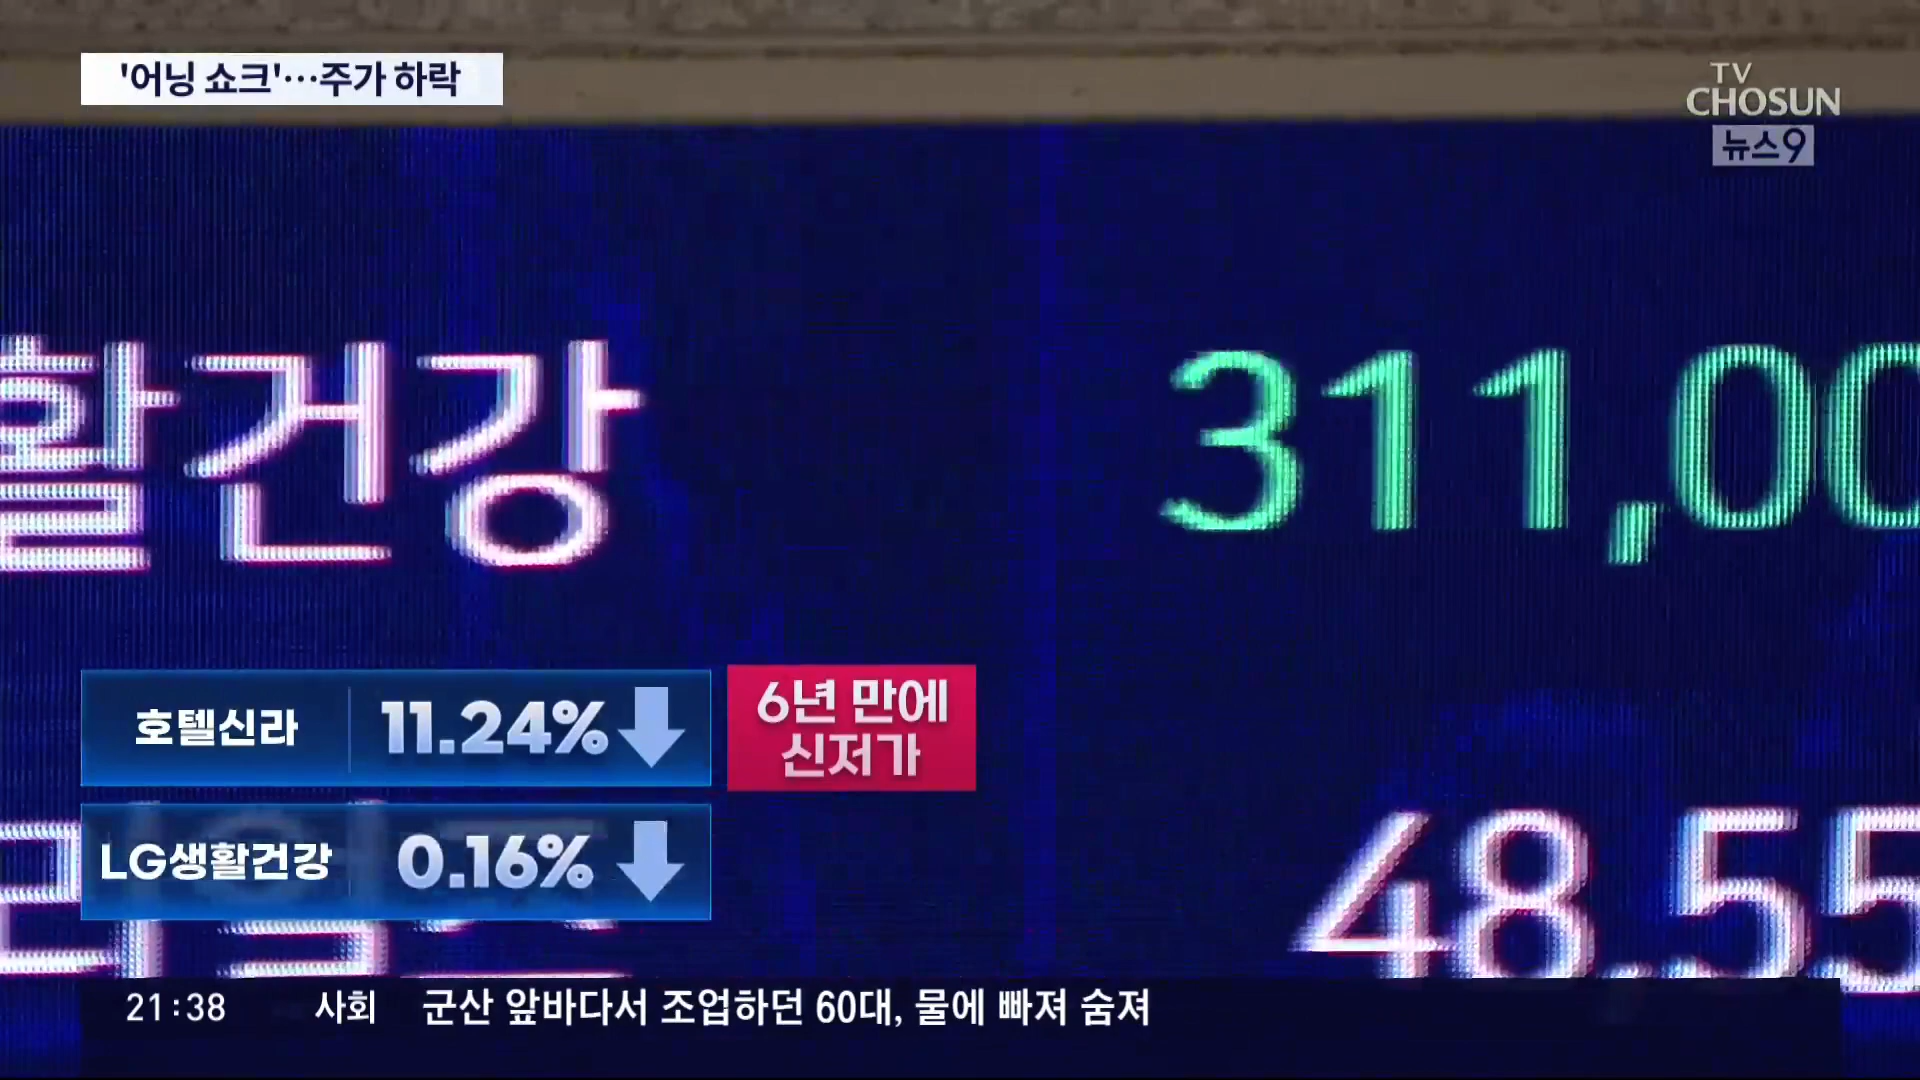 '어닝 쇼크'…주가 하락
TV
CHOSUN
뉴스9
활건강
311,00
호텔신라
11.24%
6년 만에
신저가
LG생활건강
0.16%
48,55
21:38 사회 군산 앞바다서 조업하던 60대, 물에 빠져 숨져